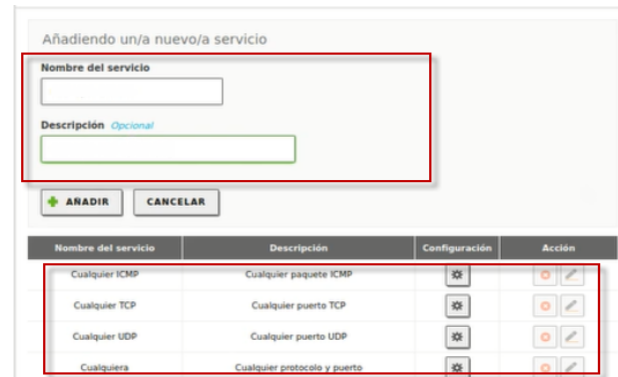 Añadiendo un/a nuevo/a servicio
Nombre del servicio
Descripción Opcional
AÑADIR CANCELAR
Nombre del servicio Descripción Configuración Acción
Cualquier ICMP Cualquier paquete ICMP
Cualquier TCP Cualquier puerto TCP
Cualquier UDP Cualquier puerto UDP
Cualquiera Cualquier protocolo y puerto